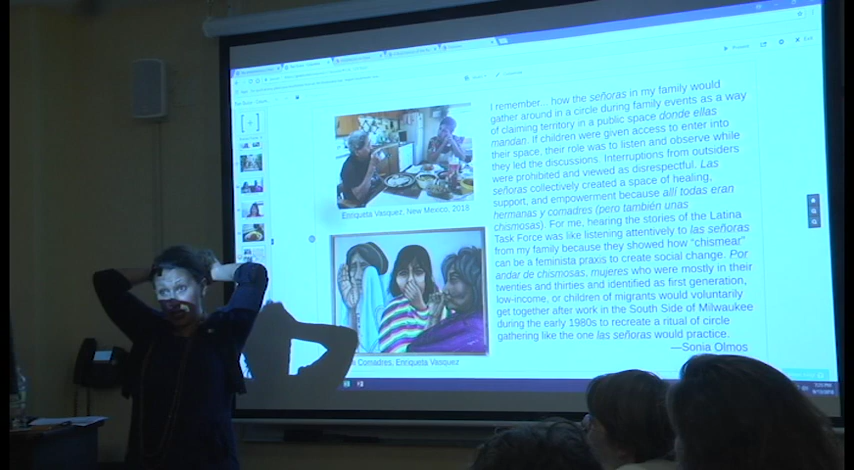 Present
Exit
I remember... how the señoras in my family would
gather around in a circle during family events as a way
of claiming territory in a public space donde ellas
mandan. If children were given access to enter into
their space, their role was to listen and observe while
they led the discussions. Interruptions from outsiders
were prohibited and viewed as disrespectful. Las
señoras collectively created a space of healing,
support, and empowerment because allí todas eran
hermanas y comadres (pero también unas
chismosas). For me, hearing the stories of the Latina
Task Force was like listening attentively to las señoras
from my family because they showed how "chismear"
can be a feminist praxis to create social change. Por
andar de chismosas, mujeres who were mostly in their
twenties and thirties and identified as first generation,
low-income, or children of migrants would voluntarily
get together after work in the South Side of Milwaukee
during the early 1980s to recreate a ritual of circle
gathering like the one las señoras would practice.
—Sonia Olmos
Enriqueta Vasquez, New Mexico, 2018
Comadres, Enriqueta Vasquez